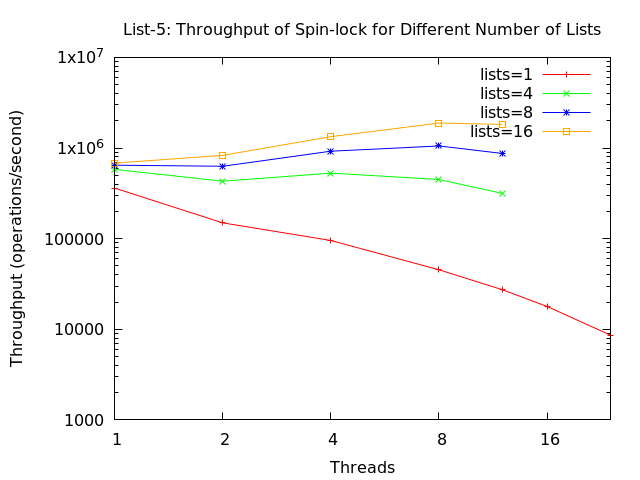 List-5: Throughput of Spin-lock for Different Number of Lists
1x10^7
lists=1
lists=4
lists=8
lists=16
1x10^6
100000
10000
1000
Throughput (operations/second)
1 2 4 8 16
Threads